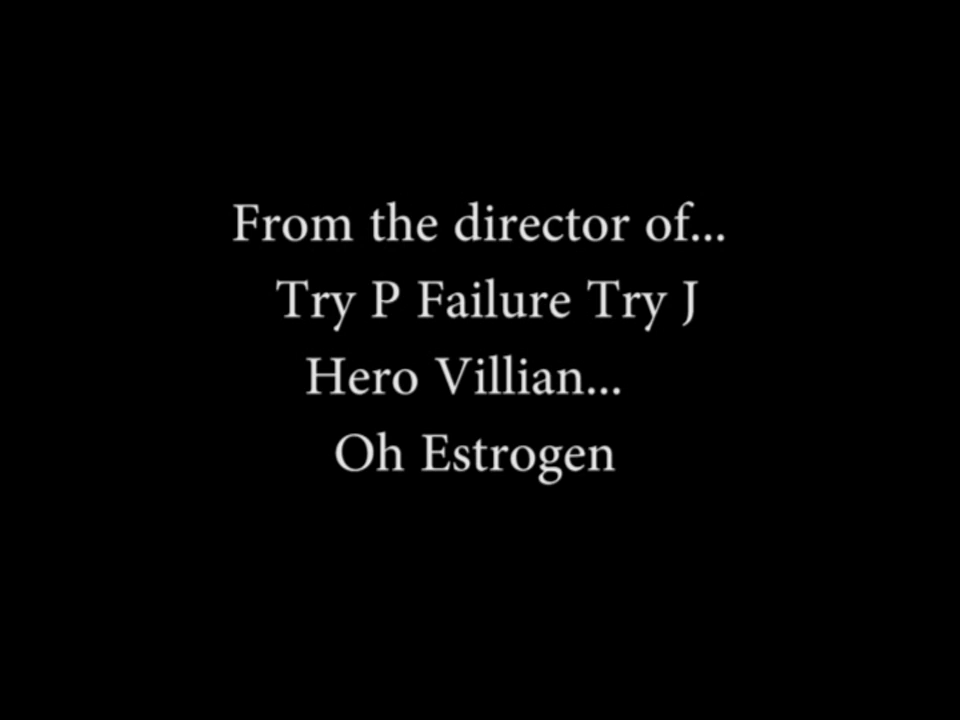 From the director of...
Try P Failure Try J
Hero Villian...
Oh Estrogen